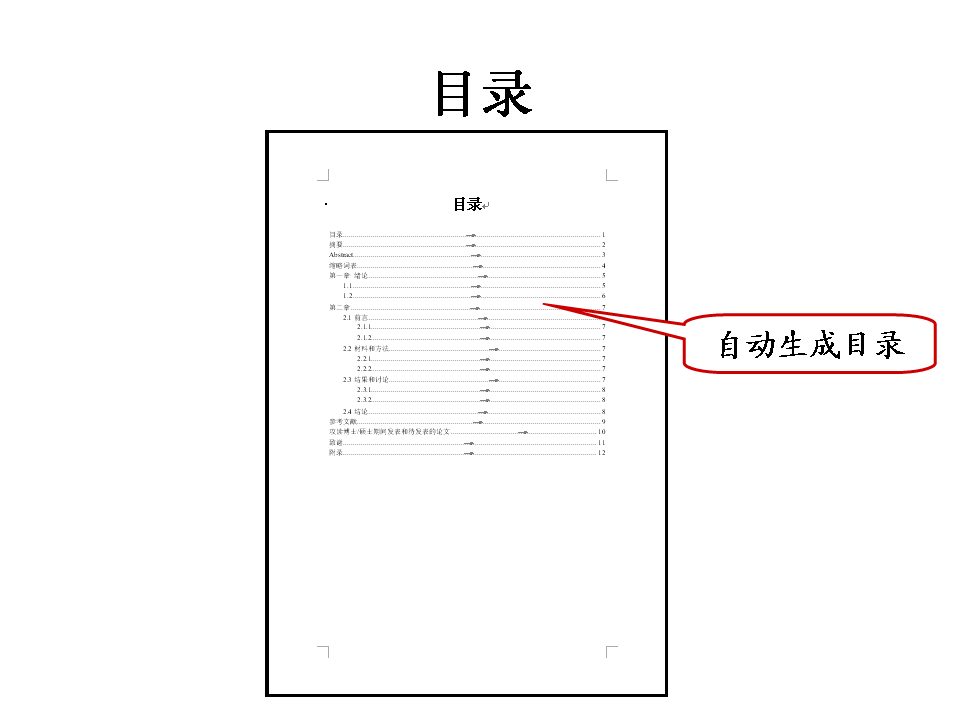 目录
目录
目录 1
摘要 2
Abstract 3
缩略词表 4
第一章 绪论 5
1.1 5
1.2 6
第二章 7
2.1 前言 7
2.1.1 7
2.1.2 7
2.2 材料和方法 7
2.2.1 7
2.2.2 7
2.3 结果和讨论 7
2.3.1 8
2.3.2 8
2.4 结论 8
参考文献 9
攻读博士/硕士期间发表和待发表的论文 10
致谢 11
附录 12
自动生成目录